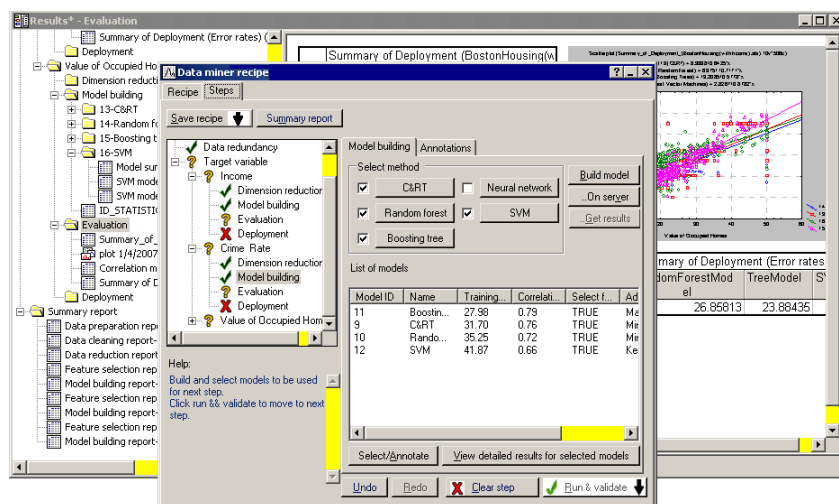 Results* - Evaluation
Summary of Deployment (Error rates) (
Deployment
Value of Occupied Hom
Dimension reducti
Model building
13-C&RT
14-Random fo
15-Boosting t
16-SVM
Model sur
SVM mode
SVM mode
ID_STATISTIC
Evaluation
Summary_of_
plot 1/4/2007
Correlation m
Summary of D
Deployment
Summary report
Data preparation repo
Data cleaning report-
Data reduction report
Feature selection rep
Model building report-
Feature selection rep
Model building report-
Feature selection rep
Model building report-
Summary of Deployment (BostonHousing(w
Data miner recipe
Recipe
Steps
Save recipe
Summary report
Data redundancy
Target variable
Income
Dimension reduction
Model building
Evaluation
Deployment
Crime Rate
Dimension reduction
Model building
Evaluation
Deployment
Value of Occupied Hom
Help:
Build and select models to be used
for next step.
Click run && validate to move to next
step.
Model building
Annotations
Select method
C&RT
Neural network
Random forest
SVM
Boosting tree
Build model
..On server
..Get results
List of models
Model ID Name Training... Correlati... Select f... Ad
11 Boostin... 27.98 0.79 TRUE Ma
9 C&RT 31.70 0.76 TRUE Mir
10 Rando... 35.25 0.72 TRUE Mir
12 SVM 41.87 0.66 TRUE Ke
Select/Annotate
View detailed results for selected models
Undo
Redo
Clear step
Run & validate
Value of Occupied Homes
mmary of Deployment (Error rates
domForestMod
el
TreeModel
SV
26.85813
23.88435